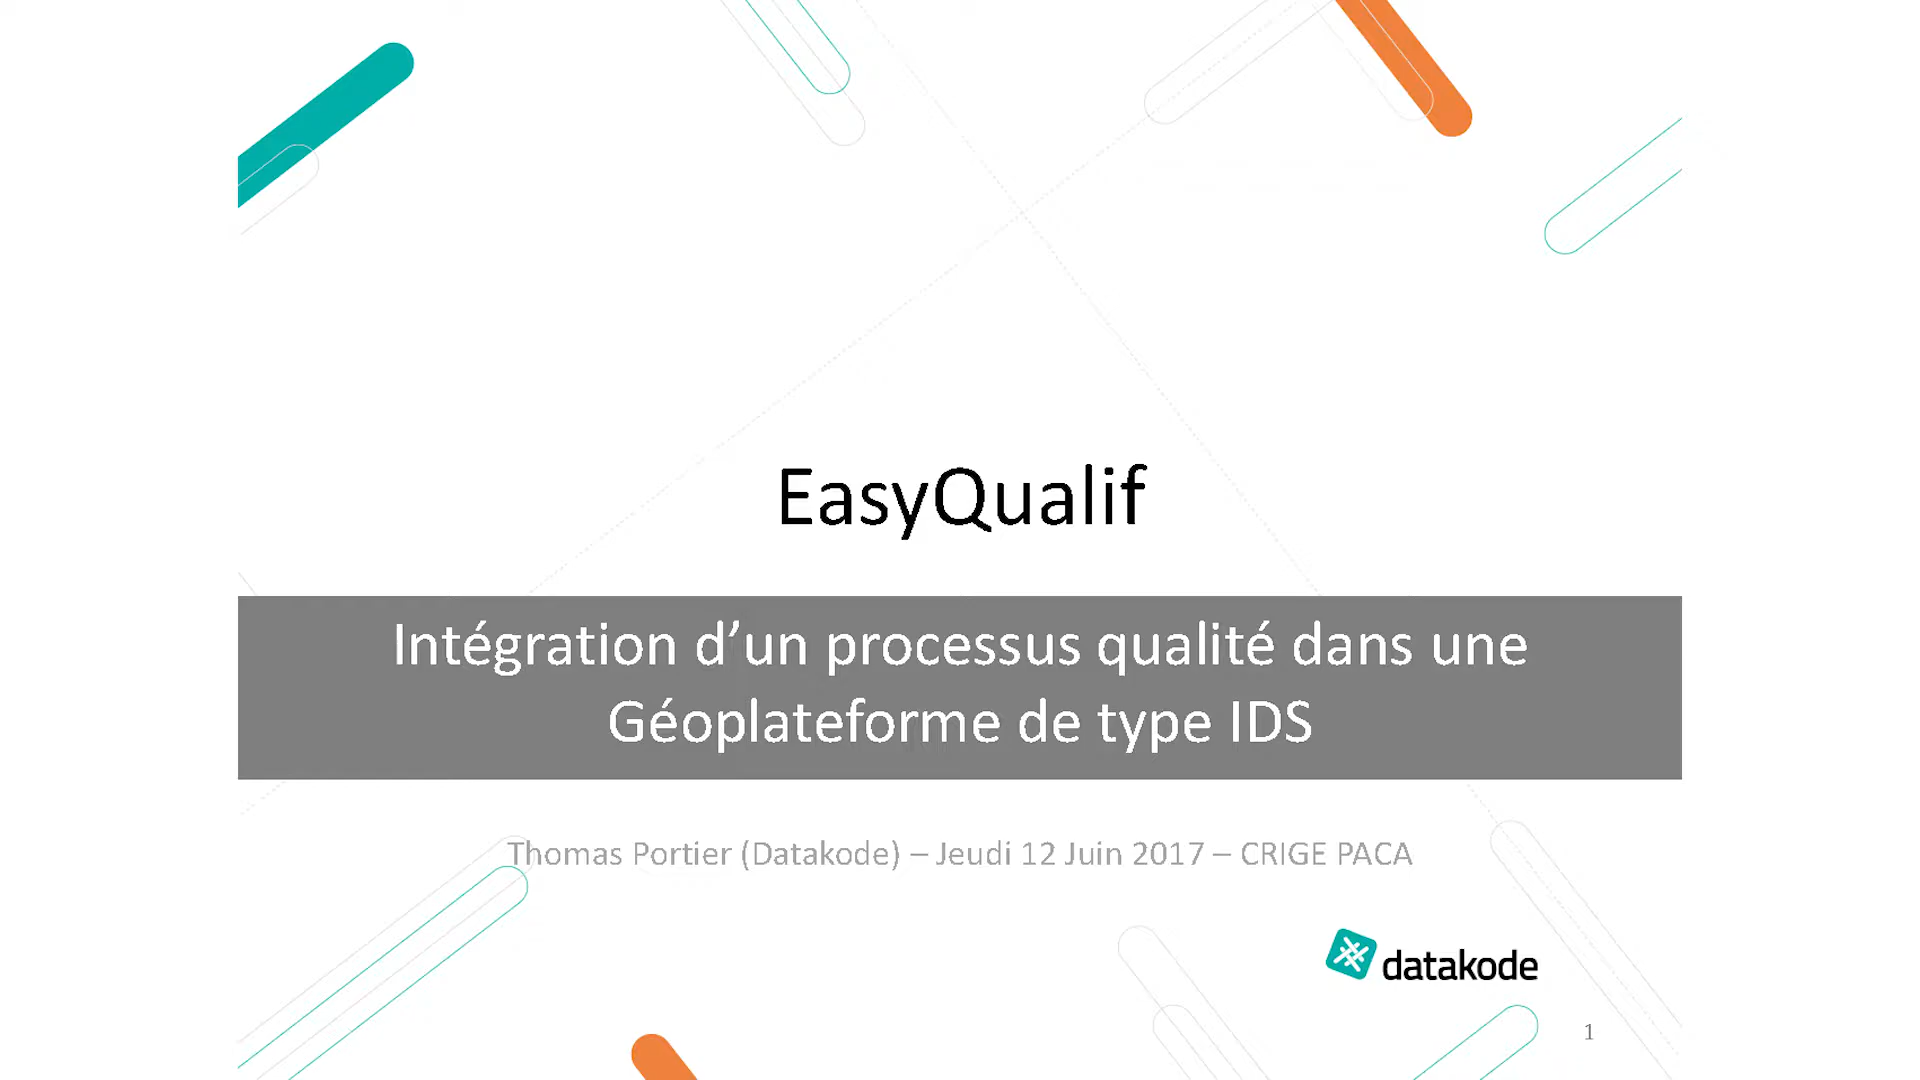 EasyQualif
Intégration d’un processus qualité dans une
Géoplateforme de type IDS
Thomas Portier (Datakode) – Jeudi 12 Juin 2017 – CRIGE PACA
datakode
1